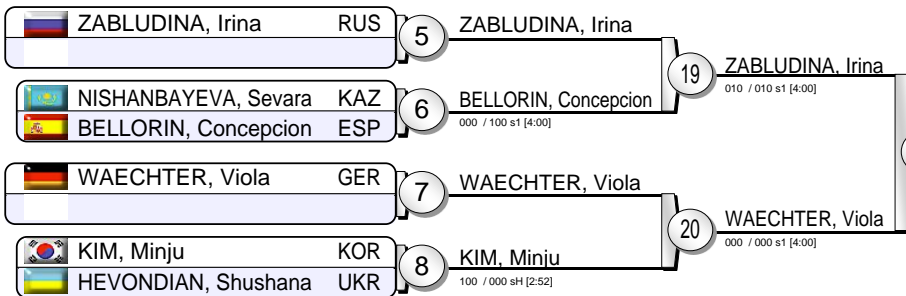 ZABLUDINA, Irina RUS
5
ZABLUDINA, Irina
19
ZABLUDINA, Irina
010 / 010 s1 [4:00]
NISHANBAYEVA, Sevara KAZ
BELLORIN, Concepcion ESP
6
BELLORIN, Concepcion
000 / 100 s1 [4:00]
WAECHTER, Viola GER
7
WAECHTER, Viola
20
WAECHTER, Viola
000 / 000 s1 [4:00]
KIM, Minju KOR
HEVONDIAN, Shushana UKR
8
KIM, Minju
100 / 000 sH [2:52]